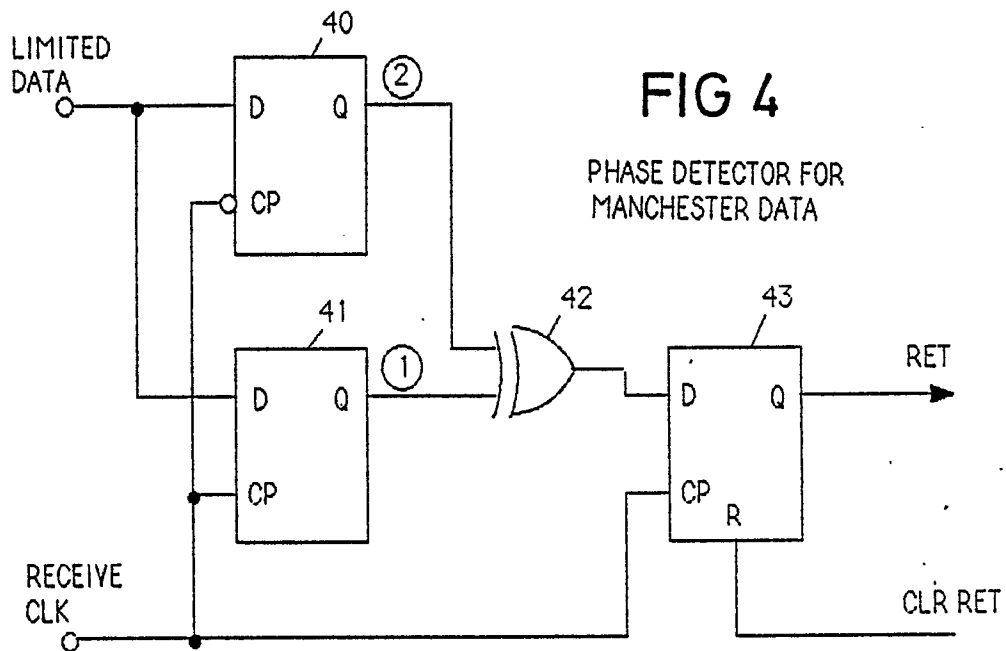 LIMITED
DATA
40
2
D
Q
CP
FIG 4
PHASE DETECTOR FOR
MANCHESTER DATA
41
1
D
Q
CP
42
43
D
Q
CP
R
RET
RECEIVE
CLK
CLR RET